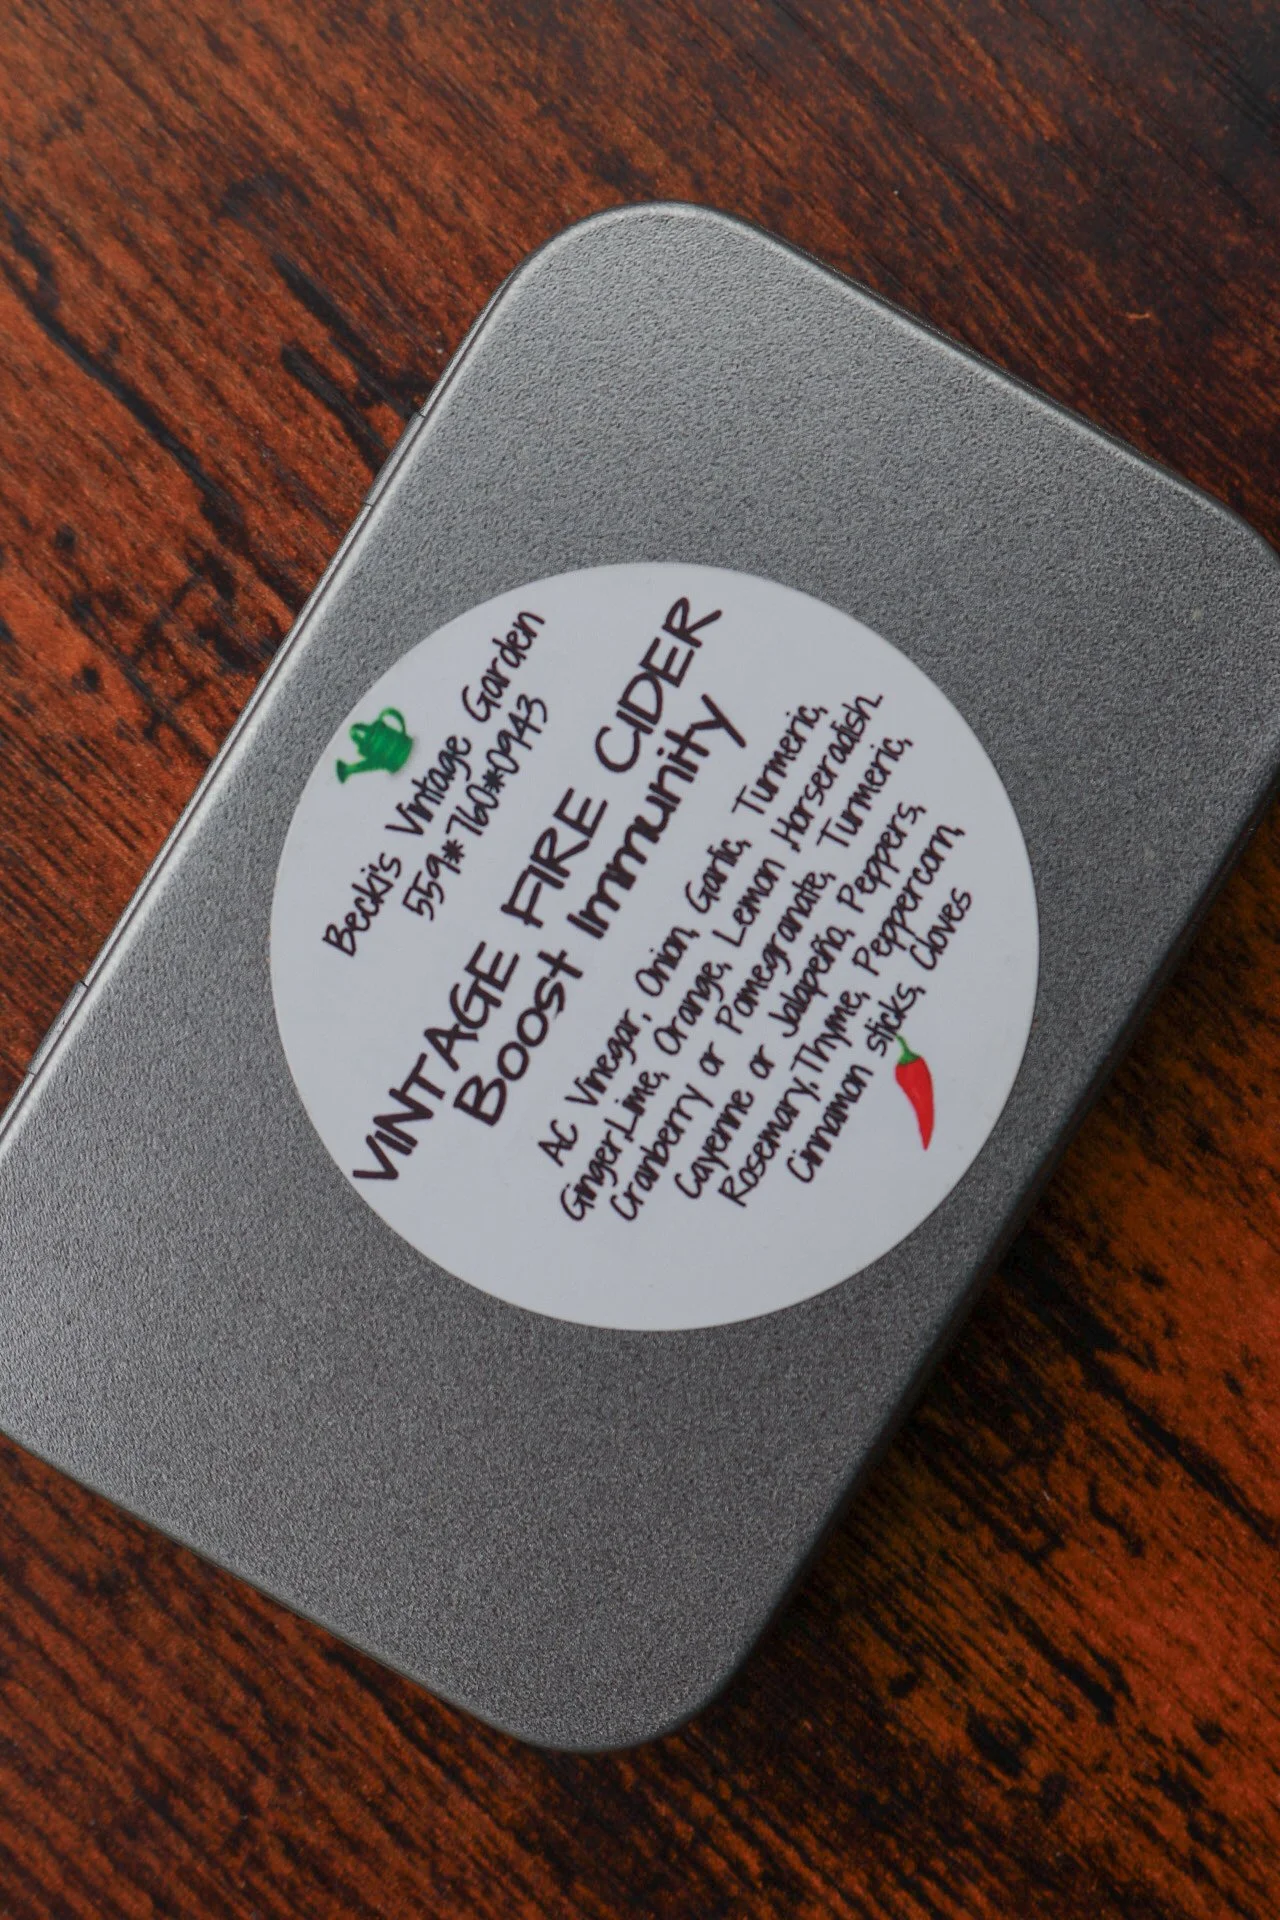 Beckis Vintage Garden
559*760*0943
VINTAGE FIRE CIDER
Boost Immunity
AC Vinegar, Onion, Garlic, Turmeric,
Ginger,Lime, Orange, Lemon Horseradish..
Cranberry or Pomegranate, Turmeric,
Cayenne or Jalapeño, Peppers,
Rosemary,Thyme, Peppercorn,
Cinnamon sticks, Cloves